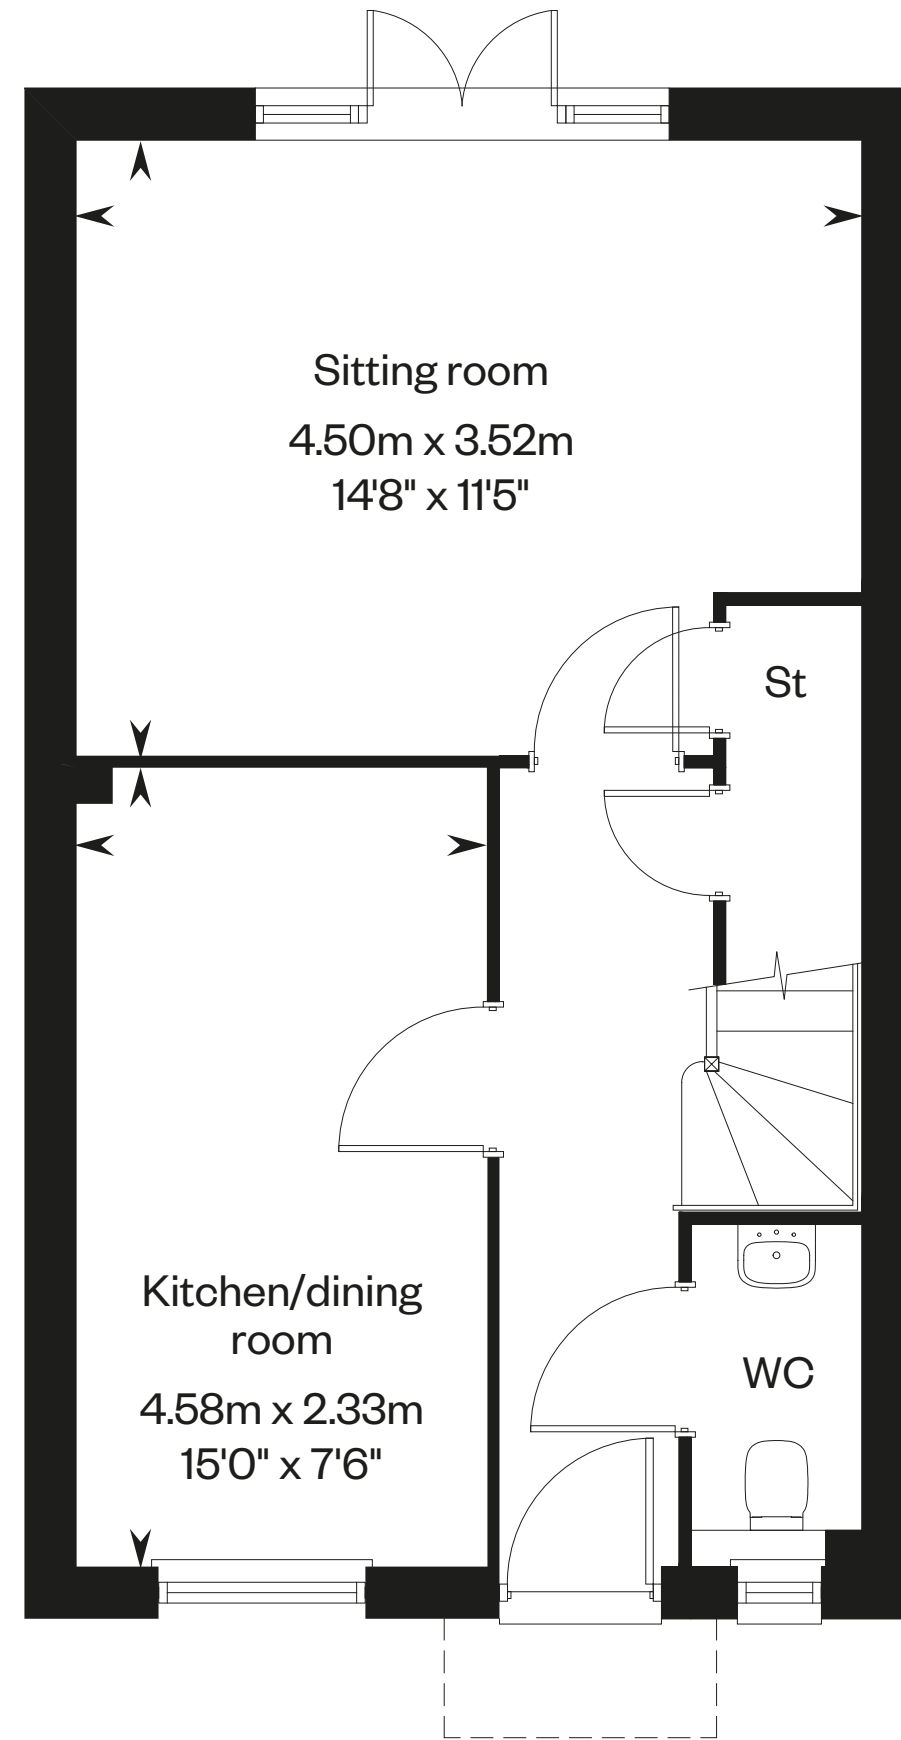 Sitting room
4.50m x 3.52m
14'8" x 11'5"
St
Kitchen/dining
room
4.58m x 2.33m
15'0" x 7'6"
WC